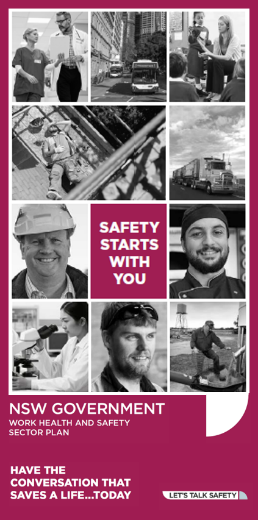 SAFETY
STARTS
WITH
YOU
NSW GOVERNMENT
WORK HEALTH AND SAFETY
SECTOR PLAN
HAVE THE
CONVERSATION THAT
SAVES A LIFE...TODAY
LET'S TALK SAFETY